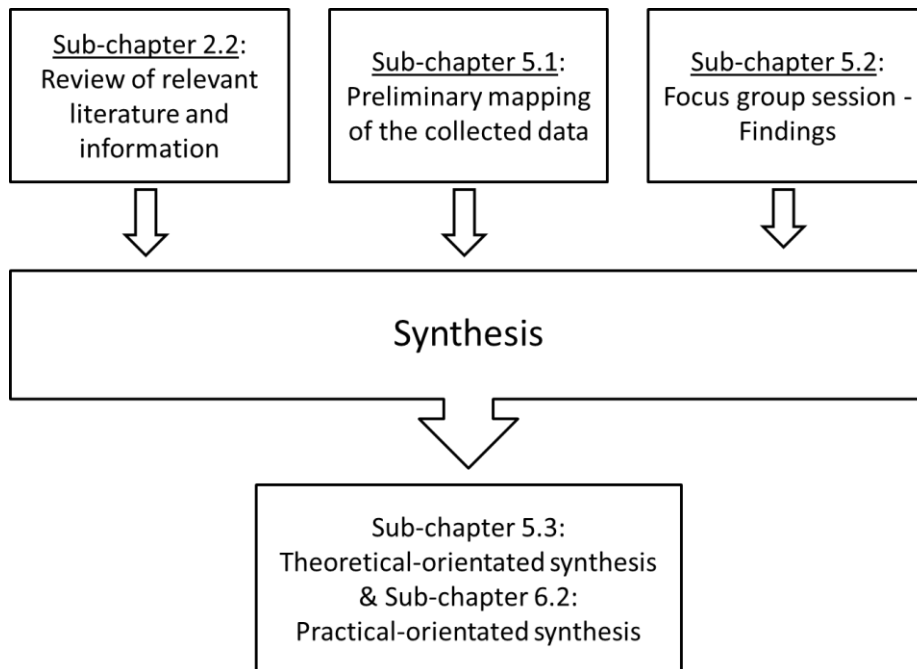 Sub-chapter 2.2:
Review of relevant
literature and
information
Sub-chapter 5.1:
Preliminary mapping
of the collected data
Sub-chapter 5.2:
Focus group session -
Findings
Synthesis
Sub-chapter 5.3:
Theoretical-orientated synthesis
& Sub-chapter 6.2:
Practical-orientated synthesis